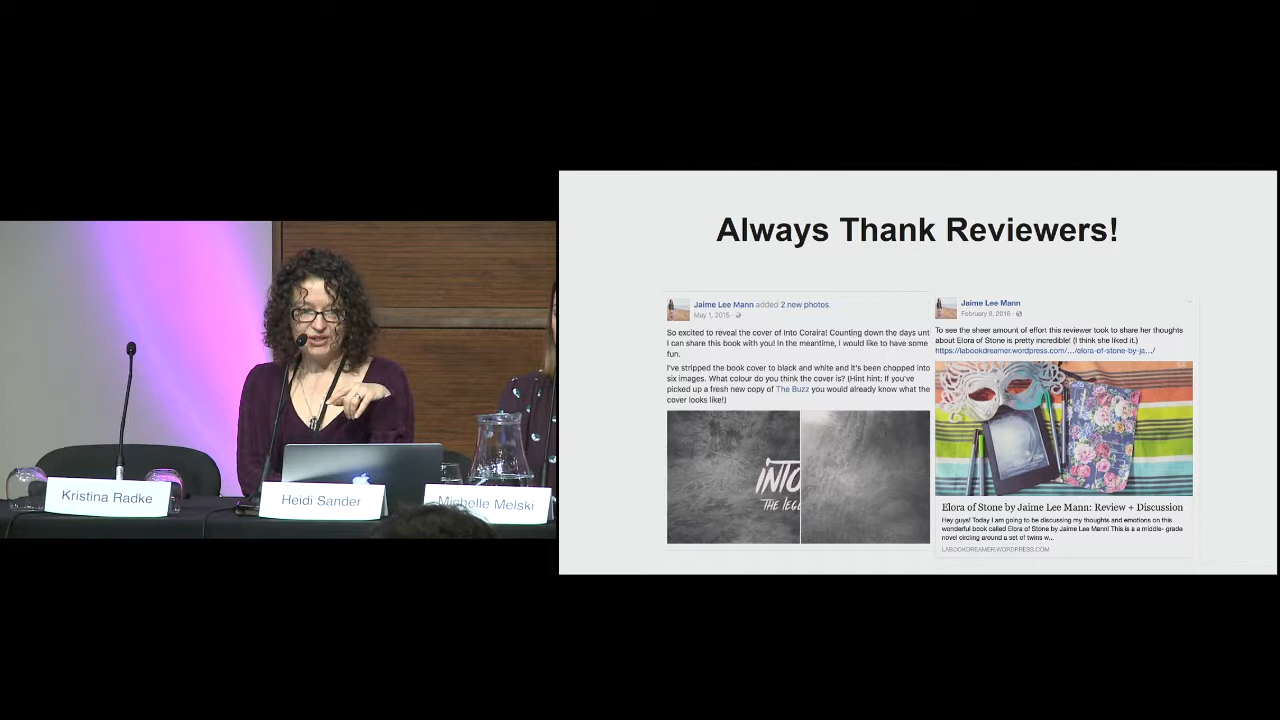 Kristina Radke
Heidi Sander
Michelle Melski
Always Thank Reviewers!
Jaime Lee Mann added 2 new photos.
May 1, 2015 ·
So excited to reveal the cover of Into Coraira! Counting down the days unt
I can share this book with you! In the meantime, I would like to have some
fun.
I've stripped the book cover to black and white and it's been chopped into
six images. What colour do you think the cover is? (Hint hint: If you've
picked up a fresh new copy of The Buzz you would already know what the
cover looks like!)
INTO
THE LEG
Jaime Lee Mann
February 8, 2016 ·
To see the sheer amount of effort this reviewer took to share her thoughts
about Elora of Stone is pretty incredible! (I think she liked it.)
https://labookdreamer.wordpress.com/.../elora-of-stone-by-ja.../
Elora of Stone by Jaime Lee Mann: Review + Discussion
Hey guys! Today I am going to be discussing my thoughts and emotions on this
wonderful book called Elora of Stone by Jaime Lee Mann! This is a a middle- grade
novel circling around a set of twins w...
LABOOKDREAMER.WORDPRESS.COM